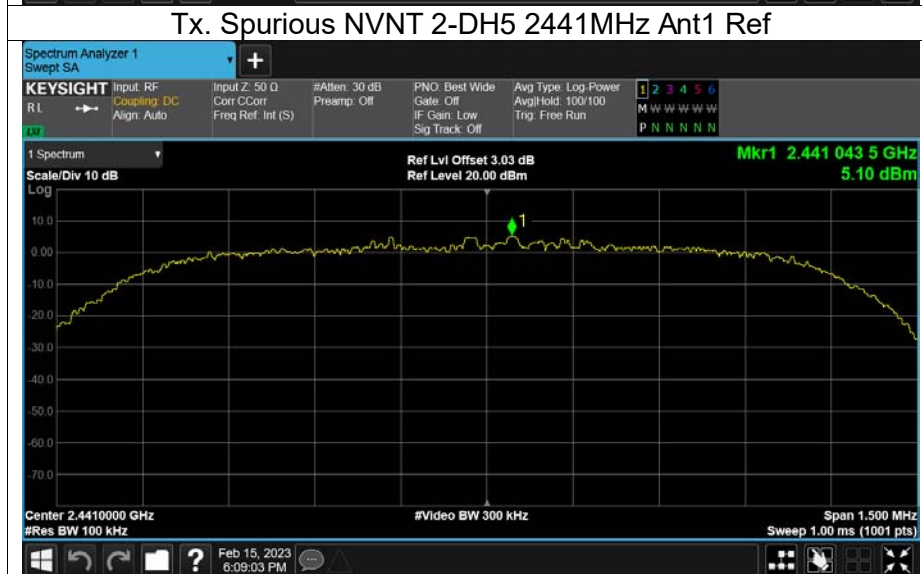 Tx. Spurious NVNT 2-DH5 2441MHz Ant1 Ref
Spectrum Analyzer 1
Swept SA
+
KEYSIGHT Input: RF Input Z: 50 Ω #Atten: 30 dB PNO: Best Wide Avg Type: Log-Power 1 2 3 4 5 6
RL Coupling: DC Corr CCorr Preamp: Off Gate: Off Avg|Hold: 100/100 M W W W W W
Align: Auto Freq Ref: Int (S) IF Gain: Low Trig: Free Run
LXI Sig Track: Off P N N N N N
1 Spectrum Ref Lvl Offset 3.03 dB Mkr1 2.441 043 5 GHz
Scale/Div 10 dB Ref Level 20.00 dBm 5.10 dBm
Log
1
10.0
0.00
-10.0
-20.0
-30.0
-40.0
-50.0
-60.0
-70.0
Center 2.4410000 GHz #Video BW 300 kHz Span 1.500 MHz
#Res BW 100 kHz Sweep 1.00 ms (1001 pts)
? Feb 15, 2023
6:09:03 PM